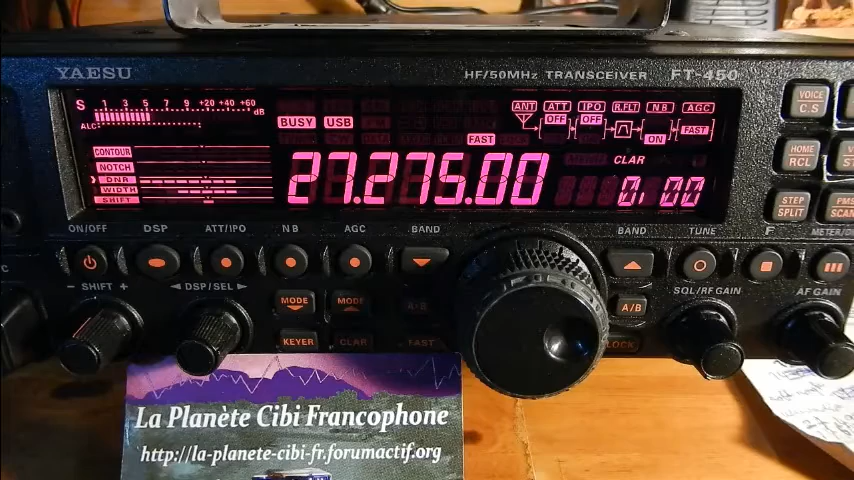 YAESU
HF/50MHz TRANSCEIVER FT-450
S 1 3 5 7 9 +20 +40 +60 dB
ALC
BUSY USB
FAST
ANT ATT IPO R.FLT N B AGC
OFF OFF ON FAST
CONTOUR
NOTCH
DNR
WIDTH
SHIFT
27.275.00
CLAR
0.00
VOICE
C.S
HOME
RCL
STEP
SPLIT
PMS
SCAN
ON/OFF DSP ATT/IPO N B AGC BAND BAND TUNE F METER/
− SHIFT + ◄ DSP/SEL ► MODE MODE A▸B A/B SQL/RF GAIN AF GAIN
KEYER CLAR FAST LOCK
La Planète Cibi Francophone
http://la-planete-cibi-fr.forumactif.org